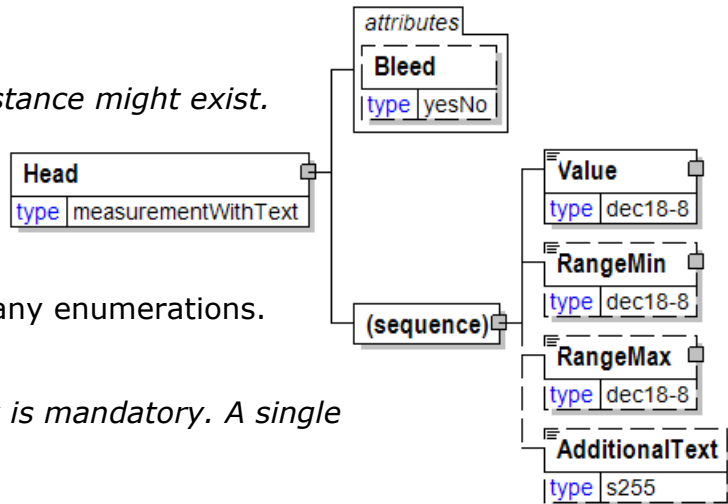 attributes
Bleed
type yesNo
stance might exist.
Head
type measurementWithText
Value
type dec18-8
RangeMin
type dec18-8
any enumerations.
(sequence)
RangeMax
type dec18-8
is mandatory. A single
AdditionalText
type s255